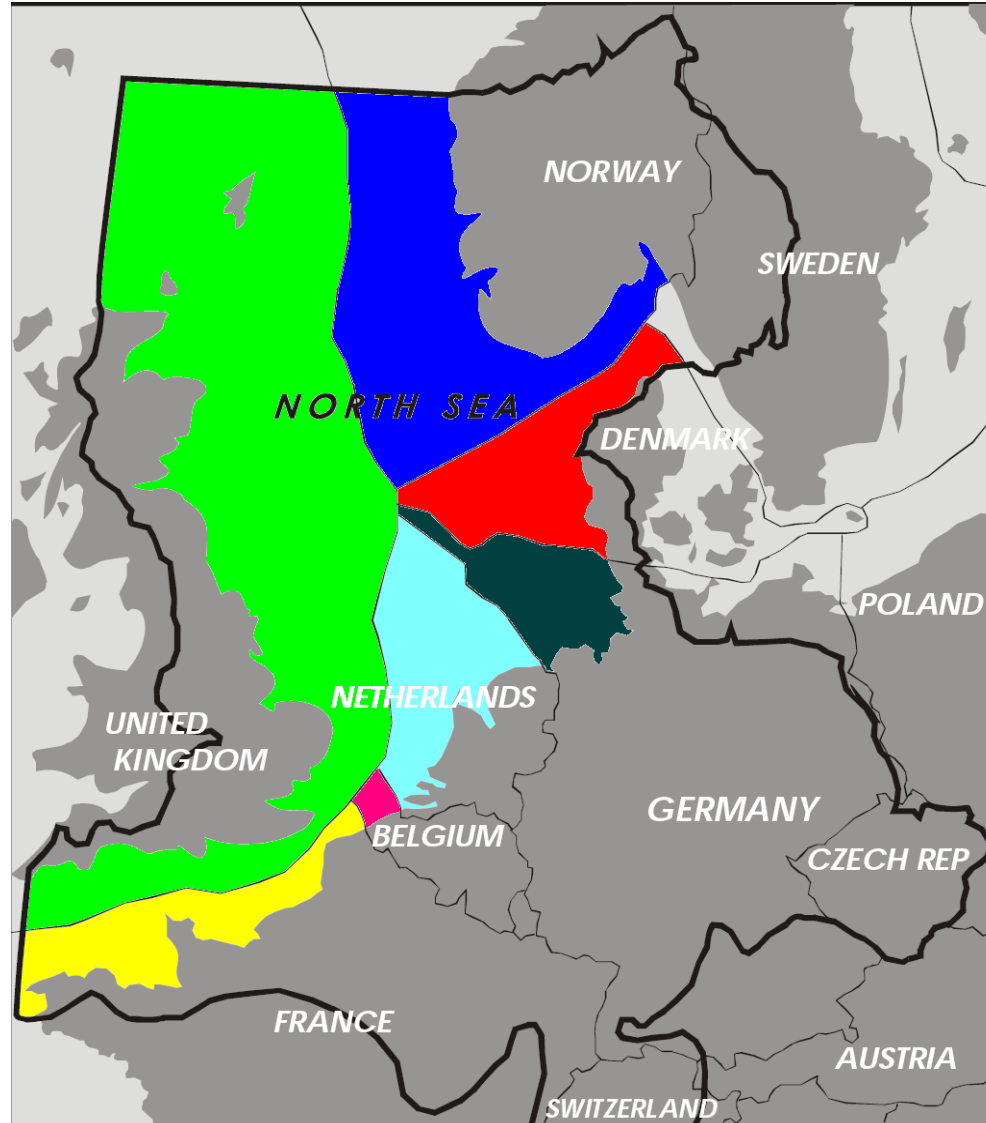 NORWAY
SWEDEN
NORTH SEA
DENMARK
POLAND
NETHERLANDS
UNITED
KINGDOM
GERMANY
BELGIUM
CZECH REP
FRANCE
AUSTRIA
SWITZERLAND